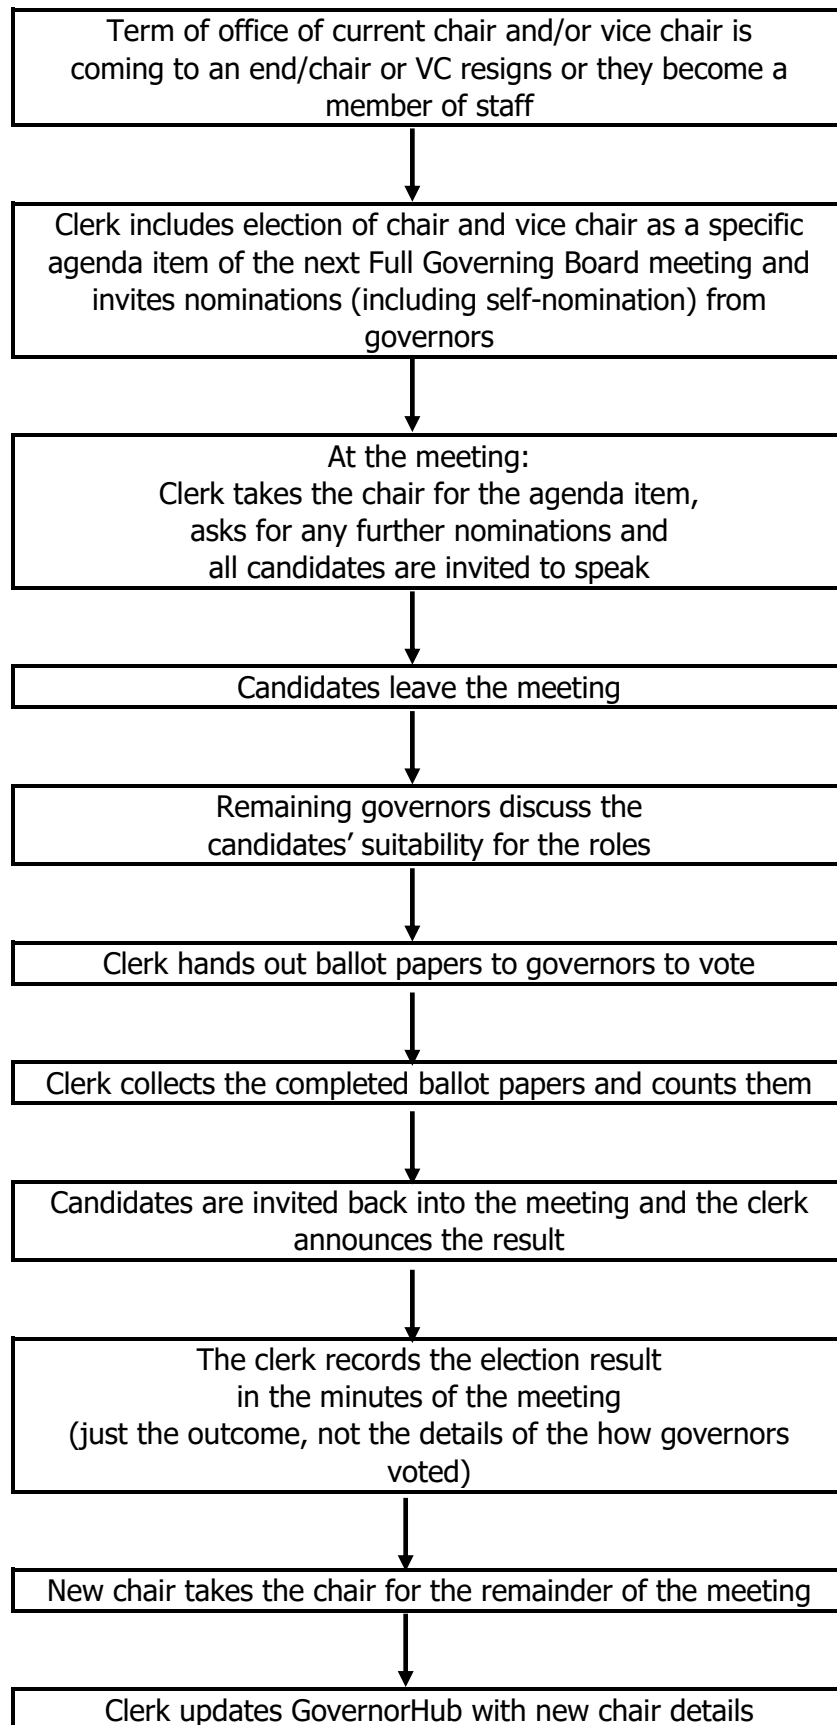 Term of office of current chair and/or vice chair is
coming to an end/chair or VC resigns or they become a
member of staff
Clerk includes election of chair and vice chair as a specific
agenda item of the next Full Governing Board meeting and
invites nominations (including self-nomination) from
governors
At the meeting:
Clerk takes the chair for the agenda item,
asks for any further nominations and
all candidates are invited to speak
Candidates leave the meeting
Remaining governors discuss the
candidates’ suitability for the roles
Clerk hands out ballot papers to governors to vote
Clerk collects the completed ballot papers and counts them
Candidates are invited back into the meeting and the clerk
announces the result
The clerk records the election result
in the minutes of the meeting
(just the outcome, not the details of the how governors
voted)
New chair takes the chair for the remainder of the meeting
Clerk updates GovernorHub with new chair details